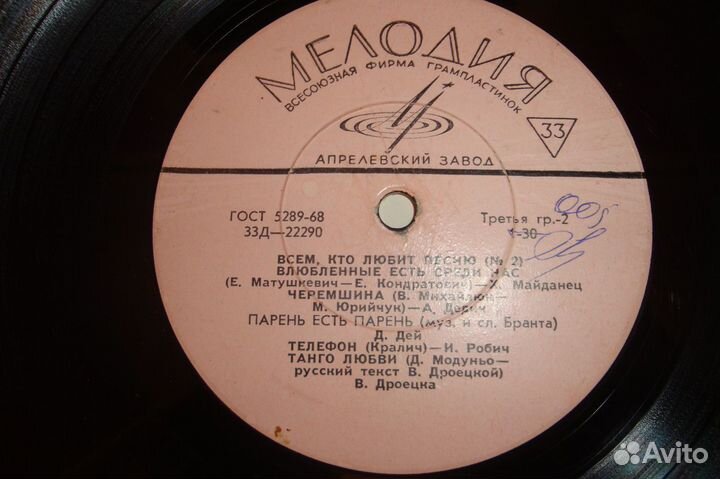 МЕЛОДИЯ
ВСЕСОЮЗНАЯ ФИРМА ГРАМПЛАСТИНОК
33
АПРЕЛЕВСКИЙ ЗАВОД
ГОСТ 5289-68
33Д—22290
Третья гр.-2
1-30
ВСЕМ, КТО ЛЮБИТ ПЕСНЮ (№ 2)
ВЛЮБЛЕННЫЕ ЕСТЬ СРЕДИ НАС
(Е. Матушкевич—Е. Кондратович)—Х. Майданец
ЧЕРЕМШИНА (В. Михайлюк—
М. Юрийчук)—А.
ПАРЕНЬ ЕСТЬ ПАРЕНЬ (муз. и сл. Бранта)
Д. Дей
ТЕЛЕФОН (Кралич)—И. Робич
ТАНГО ЛЮБВИ (Д. Модуньо—
русский текст В. Дроецкой)
В. Дроецка
Avito